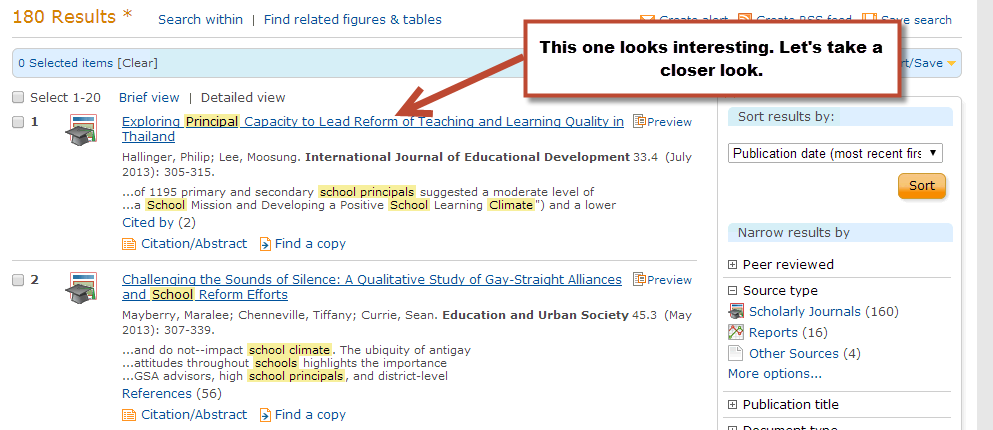 180 Results *
Search within | Find related figures & tables
Create alert Create RSS feed Save search
0 Selected items [Clear]
rt/Save
This one looks interesting. Let's take a
closer look.
Select 1-20 Brief view | Detailed view
1 Exploring Principal Capacity to Lead Reform of Teaching and Learning Quality in
Thailand
Preview
Hallinger, Philip; Lee, Moosung. International Journal of Educational Development 33.4 (July
2013): 305-315.
...of 1195 primary and secondary school principals suggested a moderate level of
...a School Mission and Developing a Positive School Learning Climate") and a lower
Cited by (2)
Citation/Abstract Find a copy
2 Challenging the Sounds of Silence: A Qualitative Study of Gay-Straight Alliances
and School Reform Efforts
Preview
Mayberry, Maralee; Chenneville, Tiffany; Currie, Sean. Education and Urban Society 45.3 (May
2013): 307-339.
...and do not--impact school climate. The ubiquity of antigay
...attitudes throughout schools highlights the importance
...GSA advisors, high school principals, and district-level
References (56)
Citation/Abstract Find a copy
Sort results by:
Publication date (most recent firs
Sort
Narrow results by
Peer reviewed
Source type
Scholarly Journals (160)
Reports (16)
Other Sources (4)
More options...
Publication title
Document type